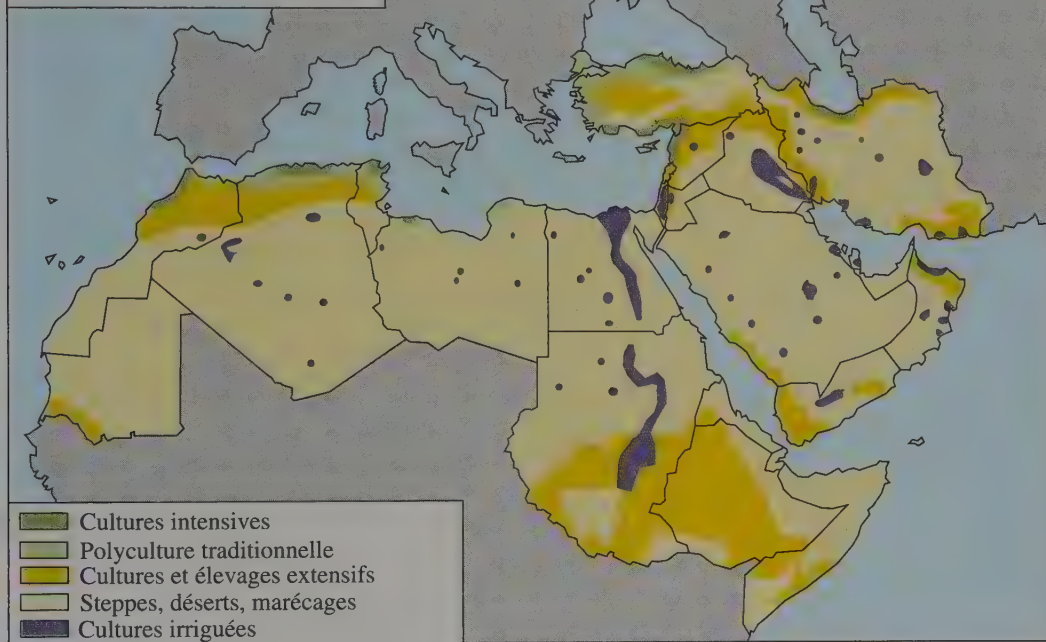 Cultures intensives
Polyculture traditionnelle
Cultures et élevages extensifs
Steppes, déserts, marécages
Cultures irriguées